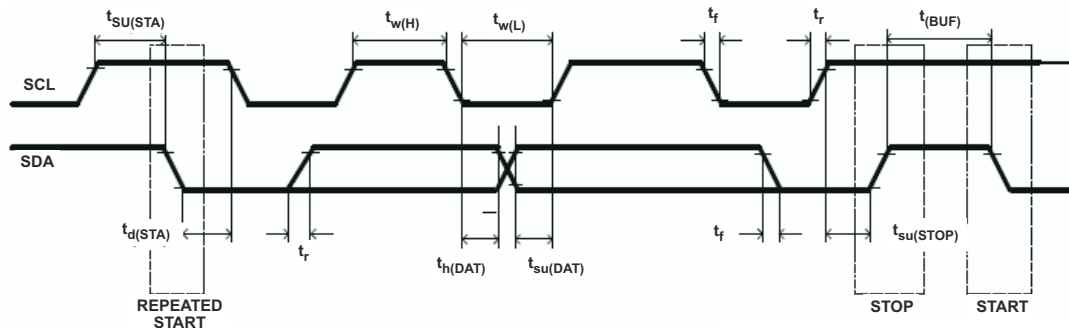 tSU(STA)
tw(H)
tw(L)
tf
tr
t(BUF)
SCL
SDA
td(STA)
tr
th(DAT)
tsu(DAT)
tf
tsu(STOP)
REPEATED
START
STOP
START